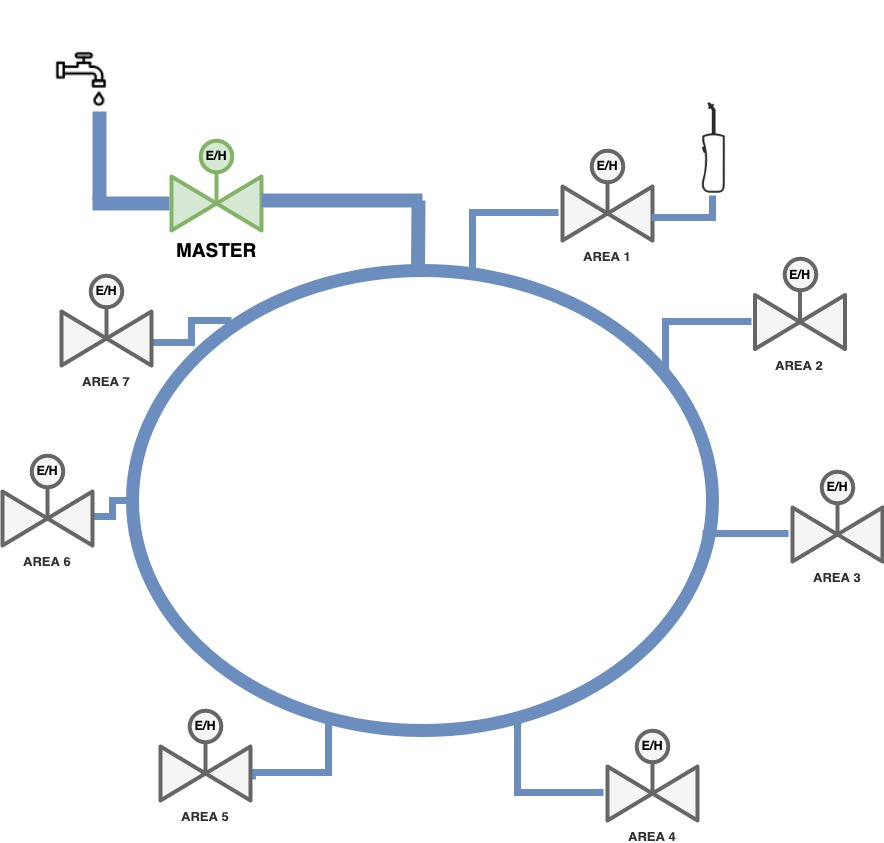 E/H
MASTER
E/H
AREA 1
E/H
AREA 2
E/H
AREA 3
E/H
AREA 4
E/H
AREA 5
E/H
AREA 6
E/H
AREA 7